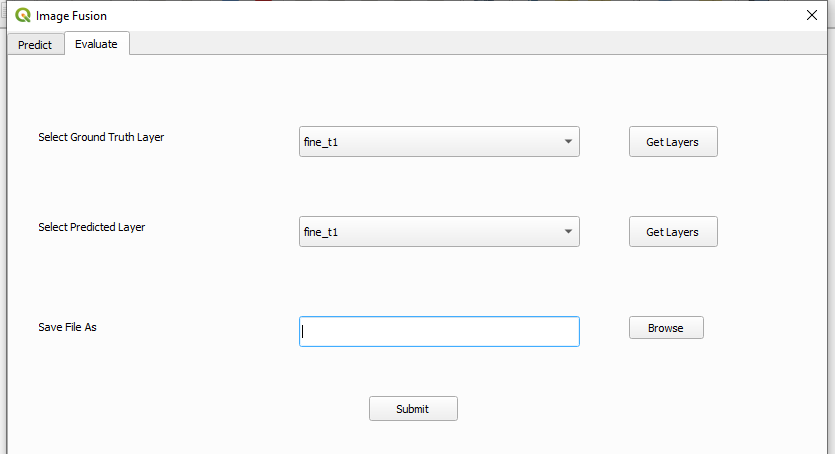 Image Fusion
Predict Evaluate
Select Ground Truth Layer fine_t1 Get Layers
Select Predicted Layer fine_t1 Get Layers
Save File As Browse
Submit